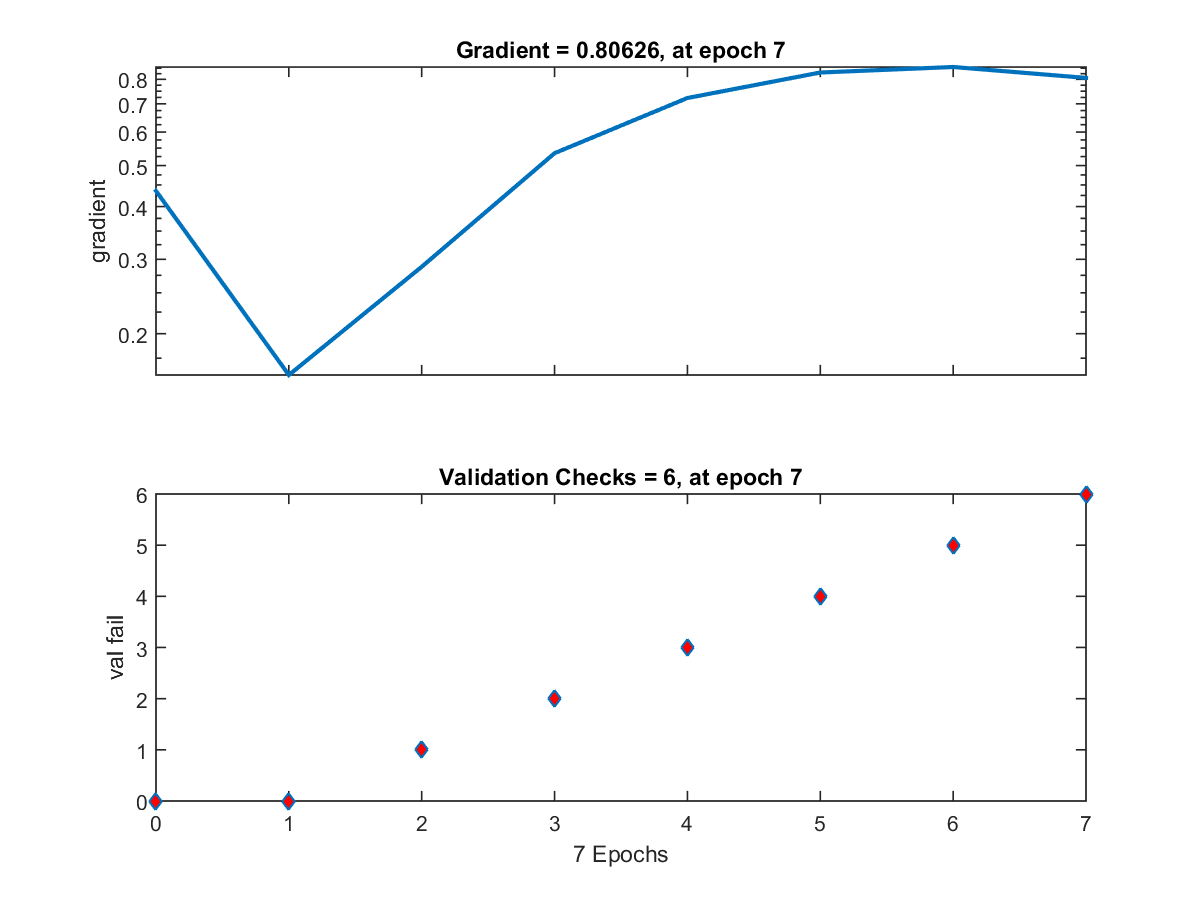 Gradient = 0.80626, at epoch 7
0.8
0.7
0.6
0.5
0.4
0.3
0.2
gradient
Validation Checks = 6, at epoch 7
6
5
4
3
2
1
0
val fail
0 1 2 3 4 5 6 7
7 Epochs